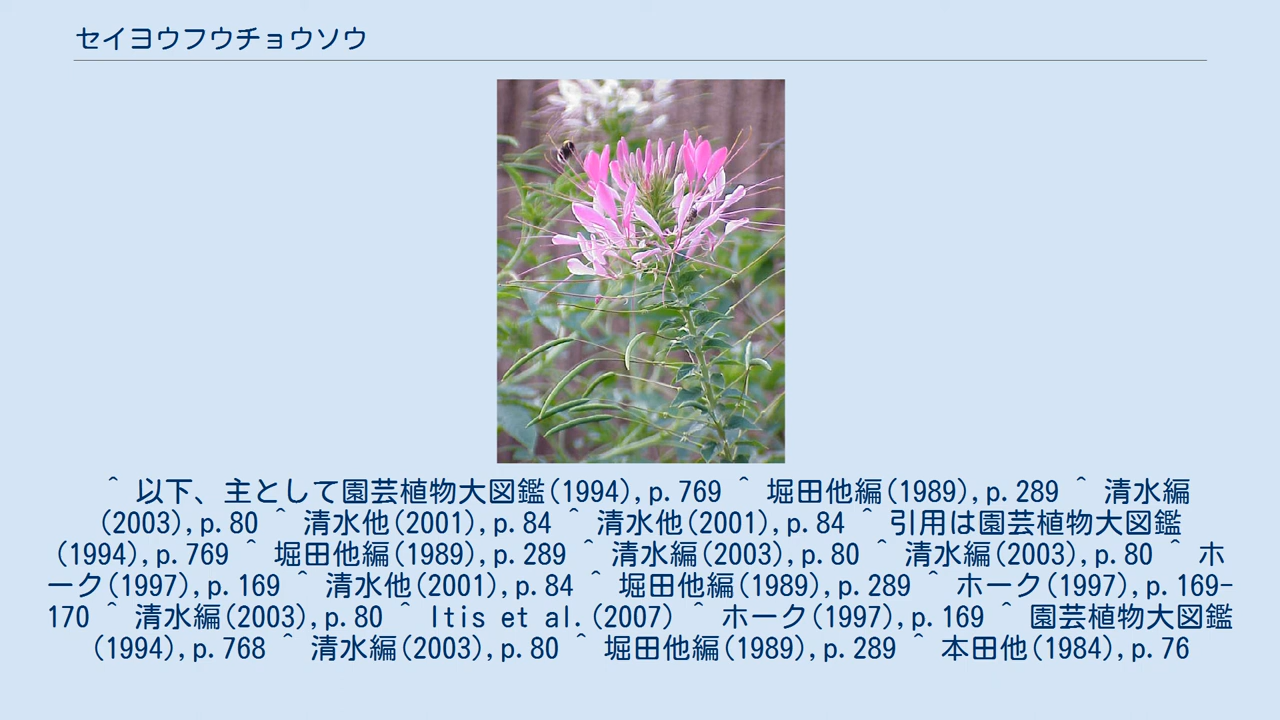 セイヨウフウチョウソウ
^ 以下、主として園芸植物大図鑑(1994),p.769 ^ 堀田他編(1989),p.289 ^ 清水編
(2003),p.80 ^ 清水他(2001),p.84 ^ 清水他(2001),p.84 ^ 引用は園芸植物大図鑑
(1994),p.769 ^ 堀田他編(1989),p.289 ^ 清水編(2003),p.80 ^ 清水編(2003),p.80 ^ ホ
ーク(1997),p.169 ^ 清水他(2001),p.84 ^ 堀田他編(1989),p.289 ^ ホーク(1997),p.169-
170 ^ 清水編(2003),p.80 ^ Itis et al.(2007) ^ ホーク(1997),p.169 ^ 園芸植物大図鑑
(1994),p.768 ^ 清水編(2003),p.80 ^ 堀田他編(1989),p.289 ^ 本田他(1984),p.76